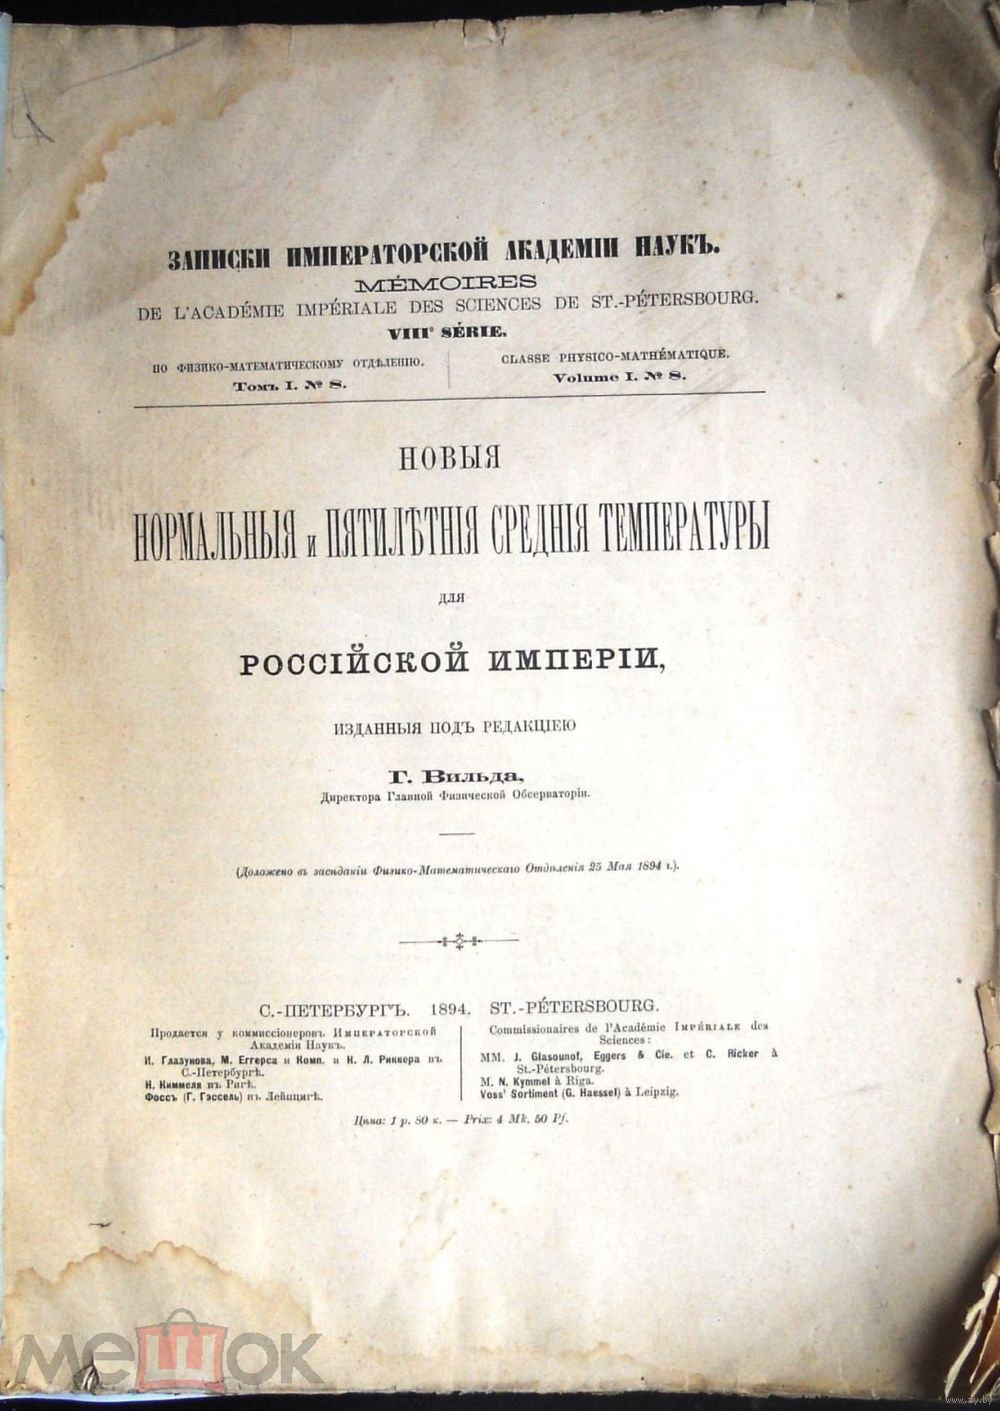 ЗАПИСКИ ИМПЕРАТОРСКОЙ АКАДЕМІИ НАУКЪ.
MÉMOIRES
DE L'ACADÉMIE IMPÉRIALE DES SCIENCES DE ST.-PÉTERSBOURG.
VIIIᵉ SÉRIE.
ПО ФИЗИКО-МАТЕМАТИЧЕСКОМУ ОТДѢЛЕНІЮ.
Томъ I. № 8.
CLASSE PHYSICO-MATHÉMATIQUE.
Volume I. № 8.
НОВЫЯ
НОРМАЛЬНЫЯ и ПЯТИЛѢТНІЯ СРЕДНІЯ ТЕМПЕРАТУРЫ
ДЛЯ
РОССІЙСКОЙ ИМПЕРІИ,
ИЗДАННЫЯ ПОДЪ РЕДАКЦІЕЮ
Г. Вильда,
Директора Главной Физической Обсерваторіи.
(Доложено въ засѣданіи Физико-Математическаго Отдѣленія 25 Мая 1894 г.).
С.-ПЕТЕРБУРГЪ. 1894. ST.-PÉTERSBOURG.
Продается у коммиссіонеровъ ИМПЕРАТОРСКОЙ
Академіи Наукъ.
И. Глазунова, М. Еггерса и Комп. и К. Л. Риккера въ
С.-Петербургѣ.
Н. Киммеля въ Ригѣ.
Фоссъ (Г. Гэссель) въ Лейпцигѣ.
Commissionaires de l'Académie IMPÉRIALE des
Sciences:
MM. J. Glasounof, Eggers & Cie. et C. Ricker à
St.-Pétersbourg.
M. N. Kymmel à Riga.
Voss' Sortiment (G. Haessel) à Leipzig.
Цѣна: 1 р. 80 к. — Prix: 4 Mk. 50 Pf.
мешок
www.ay.by